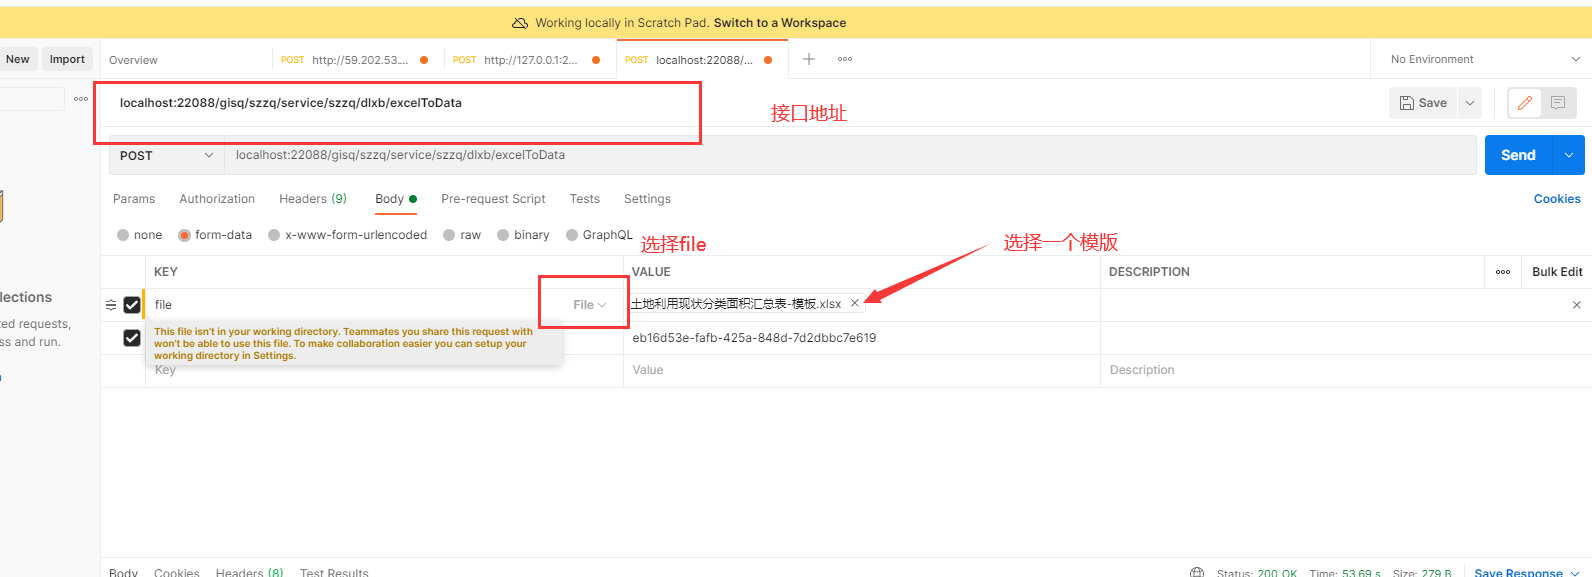 Working locally in Scratch Pad. Switch to a Workspace
New Import Overview POST http://59.202.53.... POST http://127.0.0.1:2... POST localhost:22088/... No Environment
localhost:22088/gisq/szzq/service/szzq/dlxb/excelToData 接口地址 Save
POST localhost:22088/gisq/szzq/service/szzq/dlxb/excelToData Send
Params Authorization Headers (9) Body Pre-request Script Tests Settings Cookies
none form-data x-www-form-urlencoded raw binary GraphQL 选择file 选择一个模版
KEY VALUE DESCRIPTION Bulk Edit
lections
file File 土地利用现状分类面积汇总表-模板.xlsx
ted requests,
ss and run.
This file isn't in your working directory. Teammates you share this request with
won't be able to use this file. To make collaboration easier you can setup your
working directory in Settings.
eb16d53e-fafb-425a-848d-7d2dbbc7e619
Key Value Description
Body Cookies Headers (8) Test Results Status: 200 OK Time: 53.69 s Size: 279 B Save Response